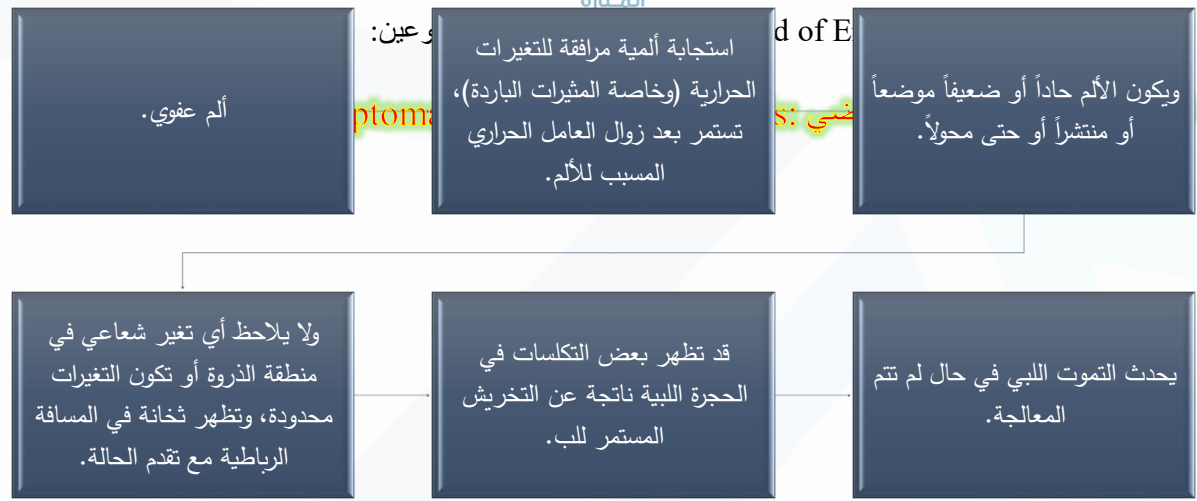 المنارة
وعين:
d of E
ptoma
s:
ضي
ألم عفوي.
استجابة ألمية مرافقة للتغيرات
الحرارية (وخاصة المثيرات الباردة)،
تستمر بعد زوال العامل الحراري
المسبب للألم.
ويكون الألم حاداً أو ضعيفاً موضعاً
أو منتشراً أو حتى محولاً.
ولا يلاحظ أي تغير شعاعي في
منطقة الذروة أو تكون التغيرات
محدودة، وتظهر ثخانة في المسافة
الرباطية مع تقدم الحالة.
قد تظهر بعض التكلسات في
الحجرة اللبية ناتجة عن التخريش
المستمر للب.
يحدث التموت اللبي في حال لم تتم
المعالجة.